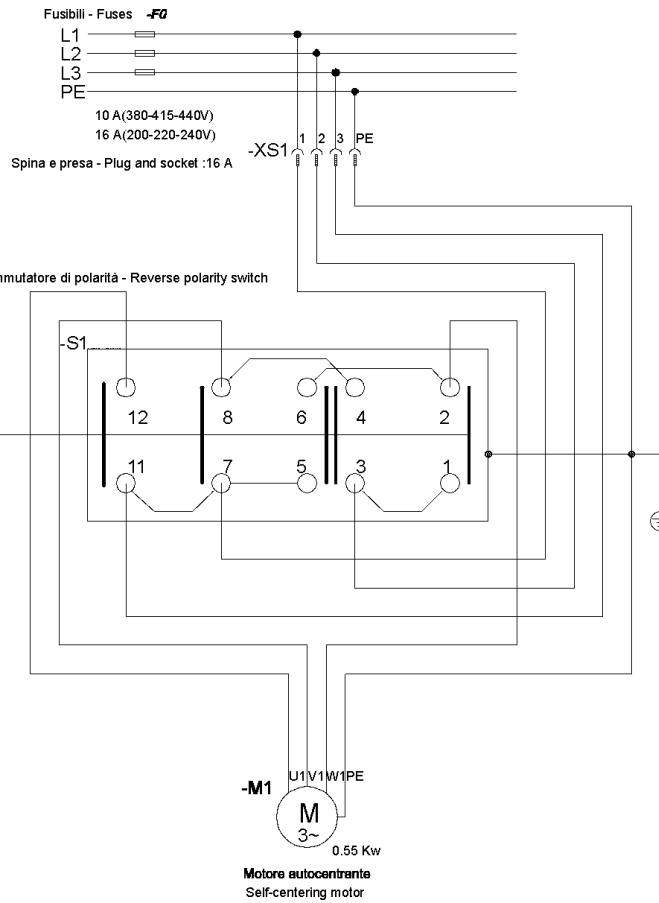 Fusibili - Fuses -F0
L1
L2
L3
PE
10 A(380-415-440V)
16 A(200-220-240V)
Spina e presa - Plug and socket :16 A
-XS1 1 2 3 PE
mmutatore di polarità - Reverse polarity switch
-S1
12 8 6 4 2
11 7 5 3 1
U1 V1 W1 PE
-M1
M
3~
0.55 Kw
Motore autocentrante
Self-centering motor